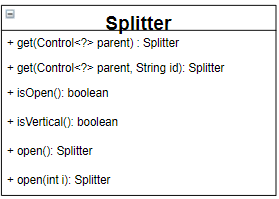 Splitter
+ get(Control<?> parent) : Splitter
+ get(Control<?> parent, String id): Splitter
+ isOpen(): boolean
+ isVertical(): boolean
+ open(): Splitter
+ open(int i): Splitter